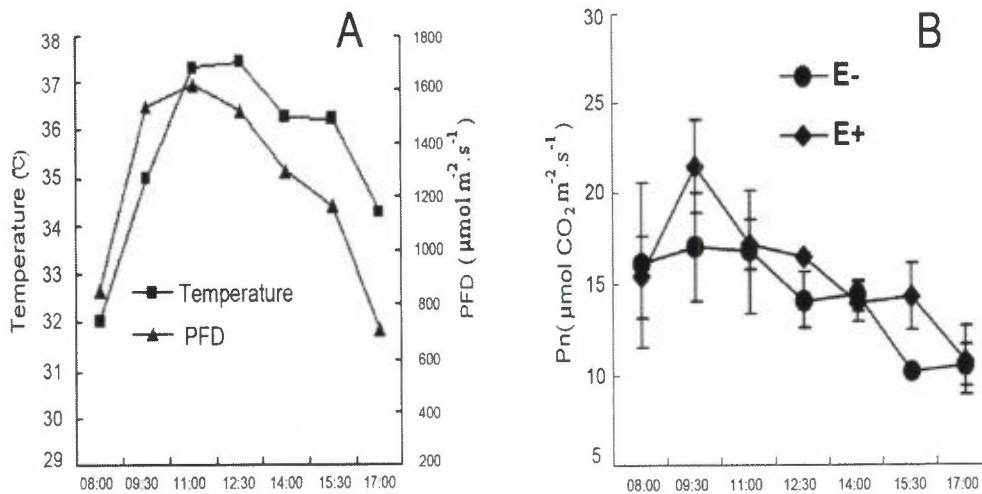 A
38
37
36
35
34
33
32
31
30
29
Temperature (℃)
1800
1600
1400
1200
1000
800
600
400
200
PFD ( µmol m⁻².s⁻¹)
Temperature
PFD
08:00 09:30 11:00 12:30 14:00 15:30 17:00
B
30
25
20
15
10
5
Pn( µmol CO₂ m⁻².s⁻¹)
E-
E+
08:00 09:30 11:00 12:30 14:00 15:30 17:00